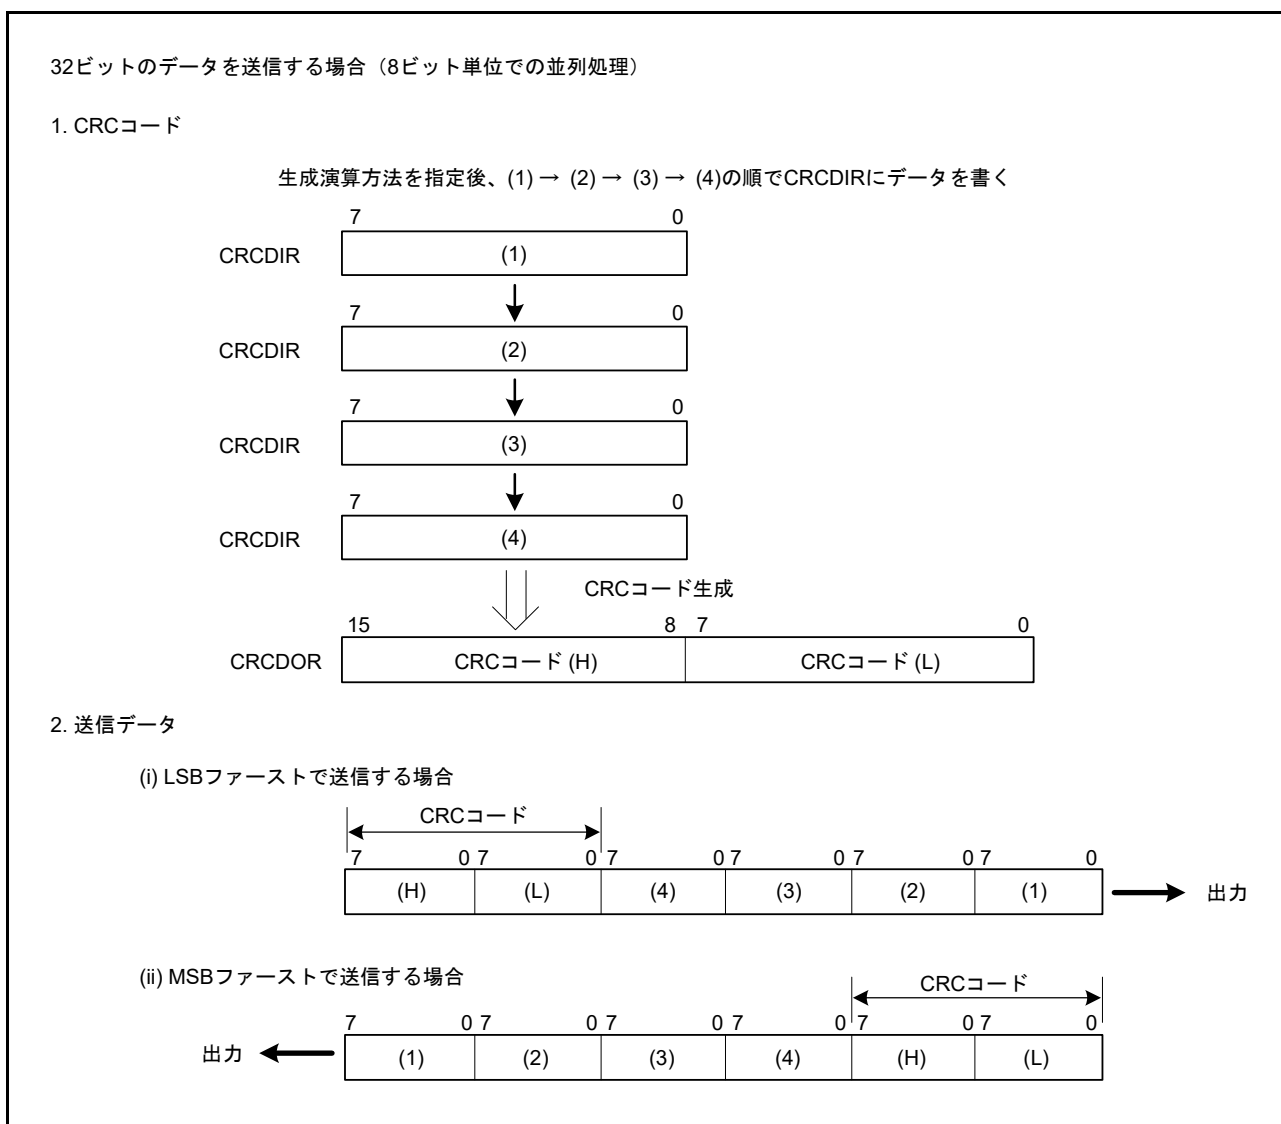 32ビットのデータを送信する場合（8ビット単位での並列処理）
1. CRCコード
生成演算方法を指定後、(1) → (2) → (3) → (4)の順でCRCDIRにデータを書く
7 0
CRCDIR (1)
7 0
CRCDIR (2)
7 0
CRCDIR (3)
7 0
CRCDIR (4)
CRCコード生成
15 8 7 0
CRCDOR CRCコード (H) CRCコード (L)
2. 送信データ
(i) LSBファーストで送信する場合
CRCコード
7 0 7 0 7 0 7 0 7 0 7 0
(H) (L) (4) (3) (2) (1) 出力
(ii) MSBファーストで送信する場合
CRCコード
7 0 7 0 7 0 7 0 7 0 7 0
出力 (1) (2) (3) (4) (H) (L)